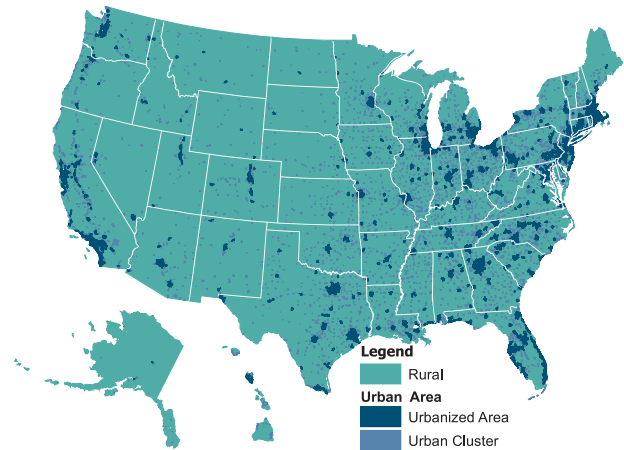 Legend
Rural
Urban Area
Urbanized Area
Urban Cluster